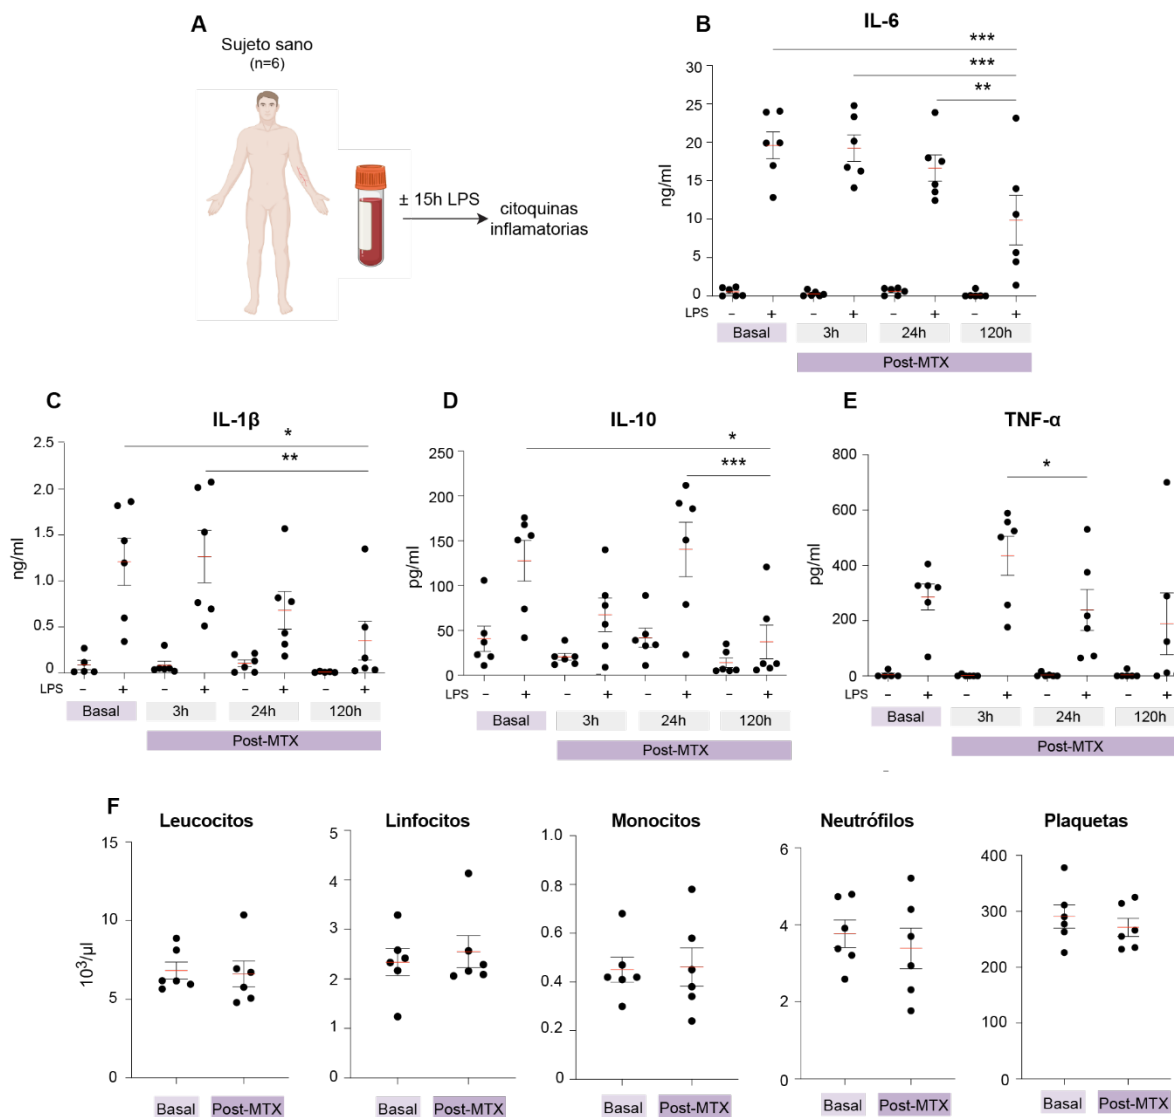 A
Sujeto sano
(n=6)
± 15h LPS
citoquinas
inflamatorias
B
IL-6
***
***
**
ng/ml
30
25
20
15
10
5
0
LPS - + - + - + - +
Basal 3h 24h 120h
Post-MTX
C
IL-1β
*
**
ng/ml
2.5
2.0
1.5
1.0
0.5
0
LPS - + - + - + - +
Basal 3h 24h 120h
Post-MTX
D
IL-10
*
***
pg/ml
250
200
150
100
50
0
LPS - + - + - + - +
Basal 3h 24h 120h
Post-MTX
E
TNF-α
*
pg/ml
800
600
400
200
0
LPS - + - + - + - +
Basal 3h 24h 120h
Post-MTX
F
Leucocitos
10³/µl
15
10
5
0
Basal Post-MTX
Linfocitos
5
4
3
2
1
0
Basal Post-MTX
Monocitos
1.0
0.8
0.6
0.4
0.2
0
Basal Post-MTX
Neutrófilos
6
4
2
0
Basal Post-MTX
Plaquetas
400
300
200
100
0
Basal Post-MTX